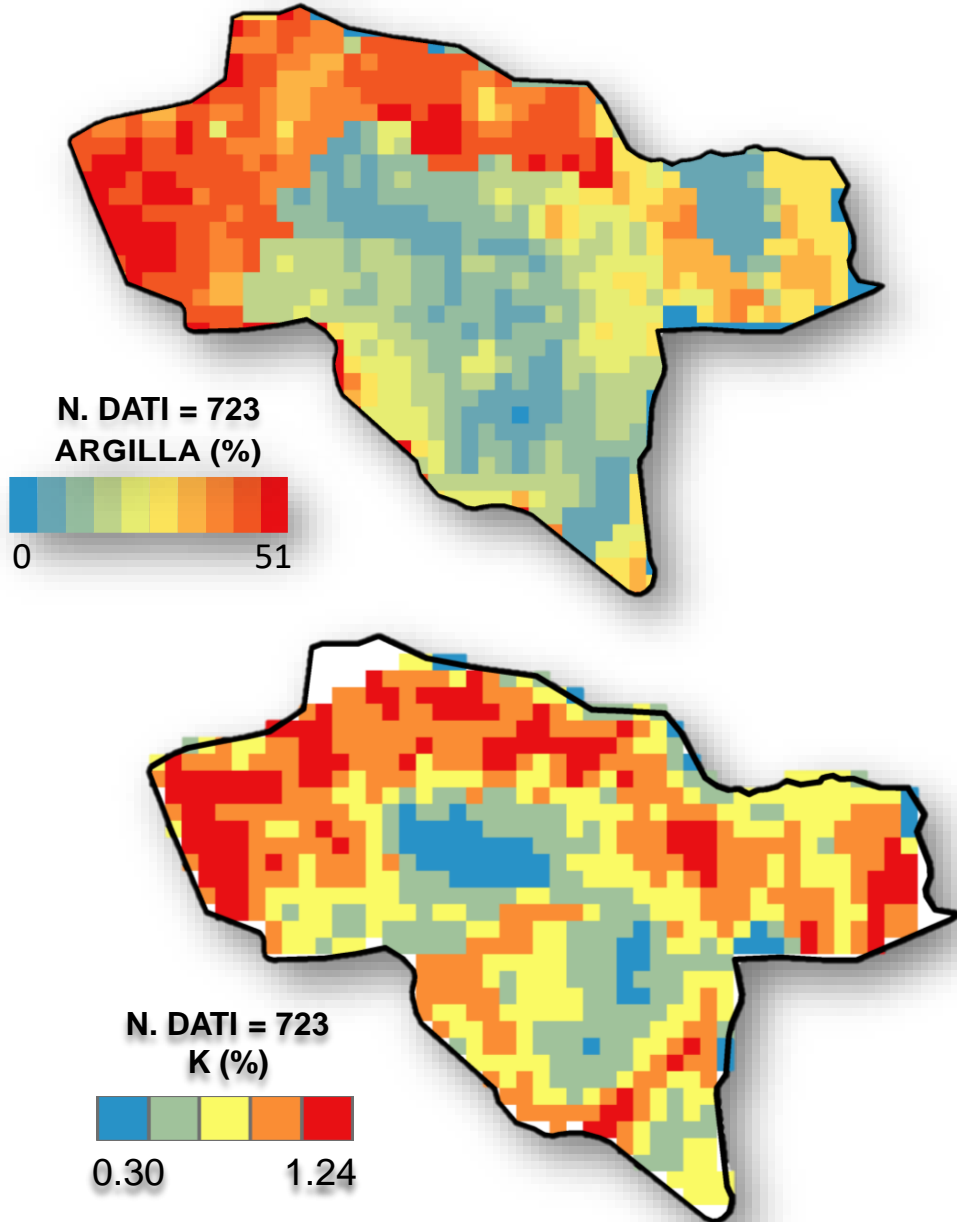 N. DATI = 723
ARGILLA (%)
0 51
N. DATI = 723
K (%)
0.30 1.24